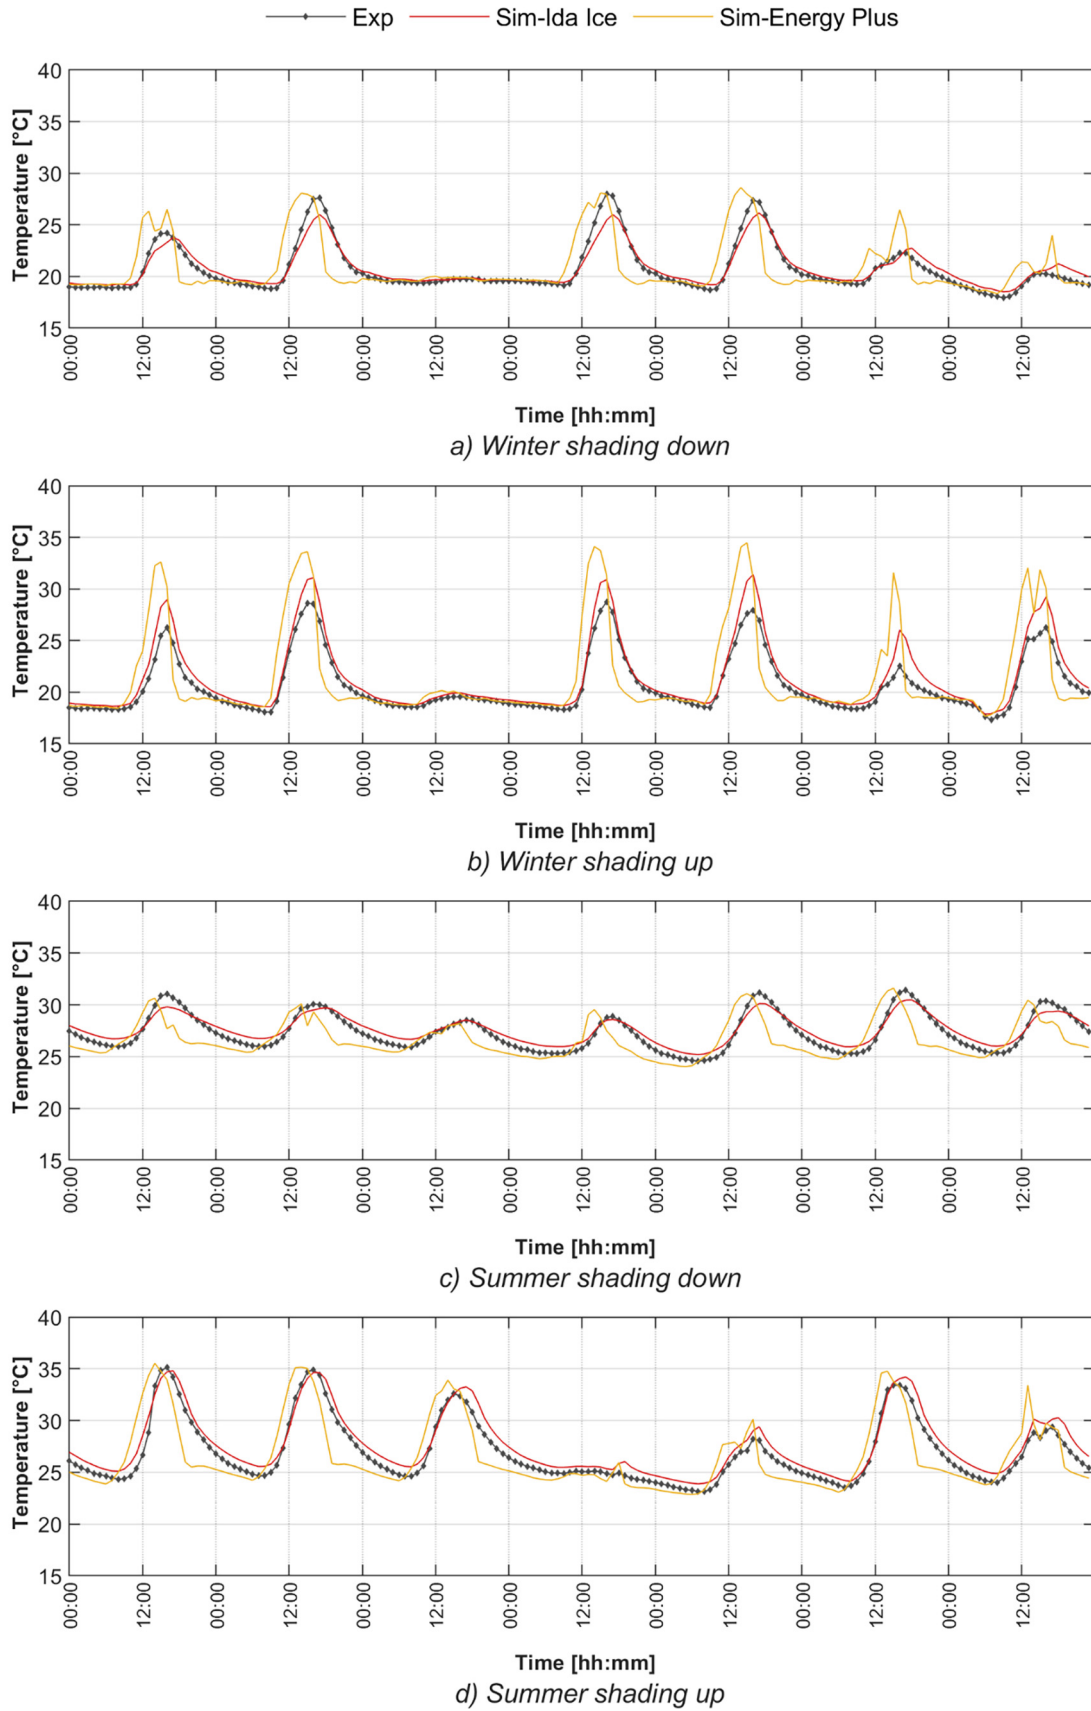 Exp Sim-Ida Ice Sim-Energy Plus
40
35
30
25
20
15
Temperature [°C]
00:00 12:00 00:00 12:00 00:00 12:00 00:00 12:00 00:00 12:00 00:00 12:00 00:00 12:00
Time [hh:mm]
a) Winter shading down
40
35
30
25
20
15
Temperature [°C]
00:00 12:00 00:00 12:00 00:00 12:00 00:00 12:00 00:00 12:00 00:00 12:00 00:00 12:00
Time [hh:mm]
b) Winter shading up
40
35
30
25
20
15
Temperature [°C]
00:00 12:00 00:00 12:00 00:00 12:00 00:00 12:00 00:00 12:00 00:00 12:00 00:00 12:00
Time [hh:mm]
c) Summer shading down
40
35
30
25
20
15
Temperature [°C]
00:00 12:00 00:00 12:00 00:00 12:00 00:00 12:00 00:00 12:00 00:00 12:00 00:00 12:00
Time [hh:mm]
d) Summer shading up